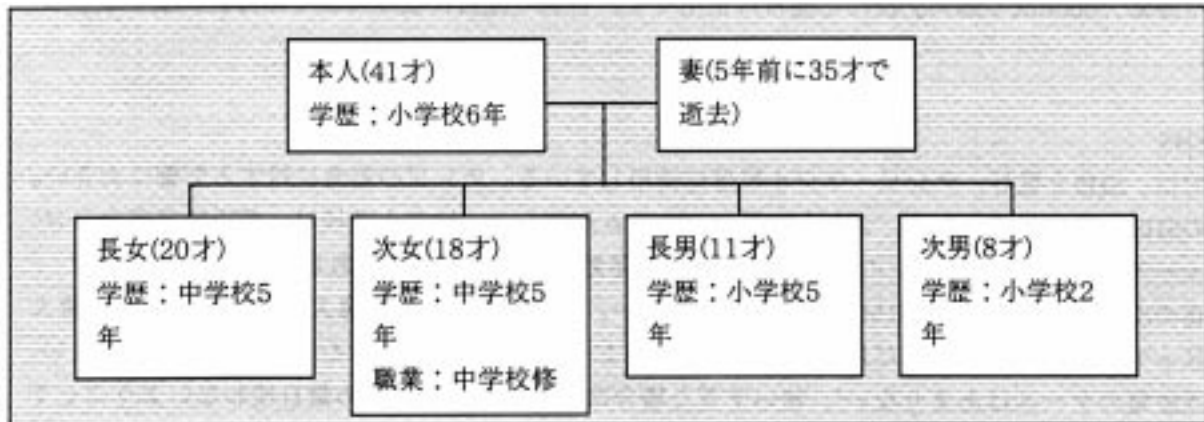 本人(41才)
学歴：小学校6年
妻(5年前に35才で
逝去)
長女(20才)
学歴：中学校5
年
次女(18才)
学歴：中学校5
年
職業：中学校修
長男(11才)
学歴：小学校5
年
次男(8才)
学歴：小学校2
年